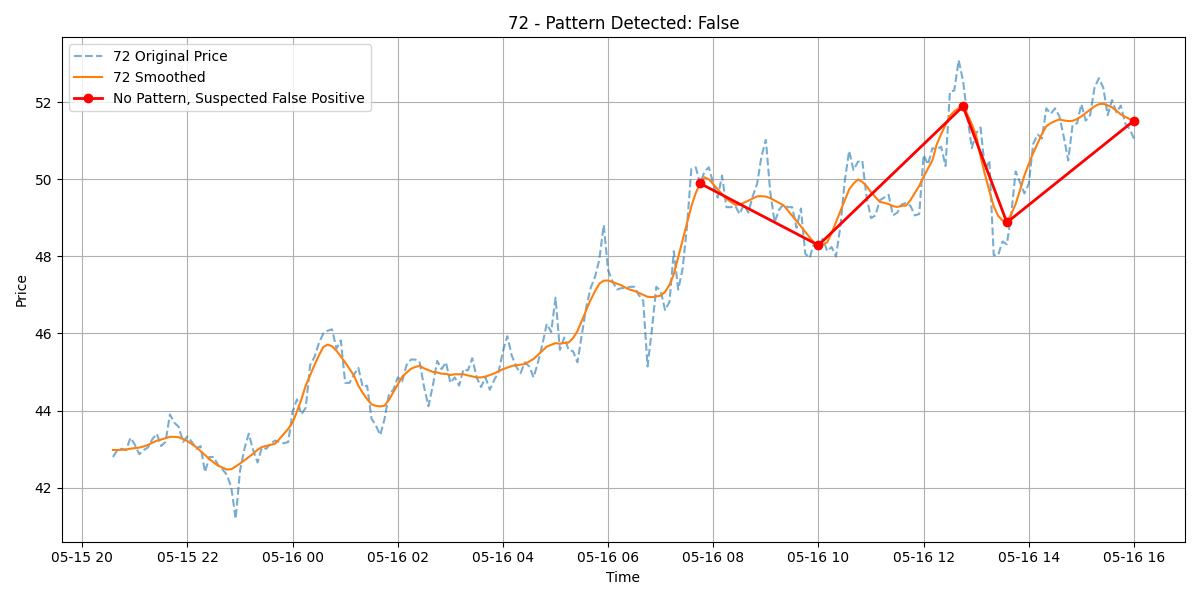 72 - Pattern Detected: False
72 Original Price
72 Smoothed
No Pattern, Suspected False Positive
Price
52
50
48
46
44
42
05-15 20
05-15 22
05-16 00
05-16 02
05-16 04
05-16 06
05-16 08
05-16 10
05-16 12
05-16 14
05-16 16
Time